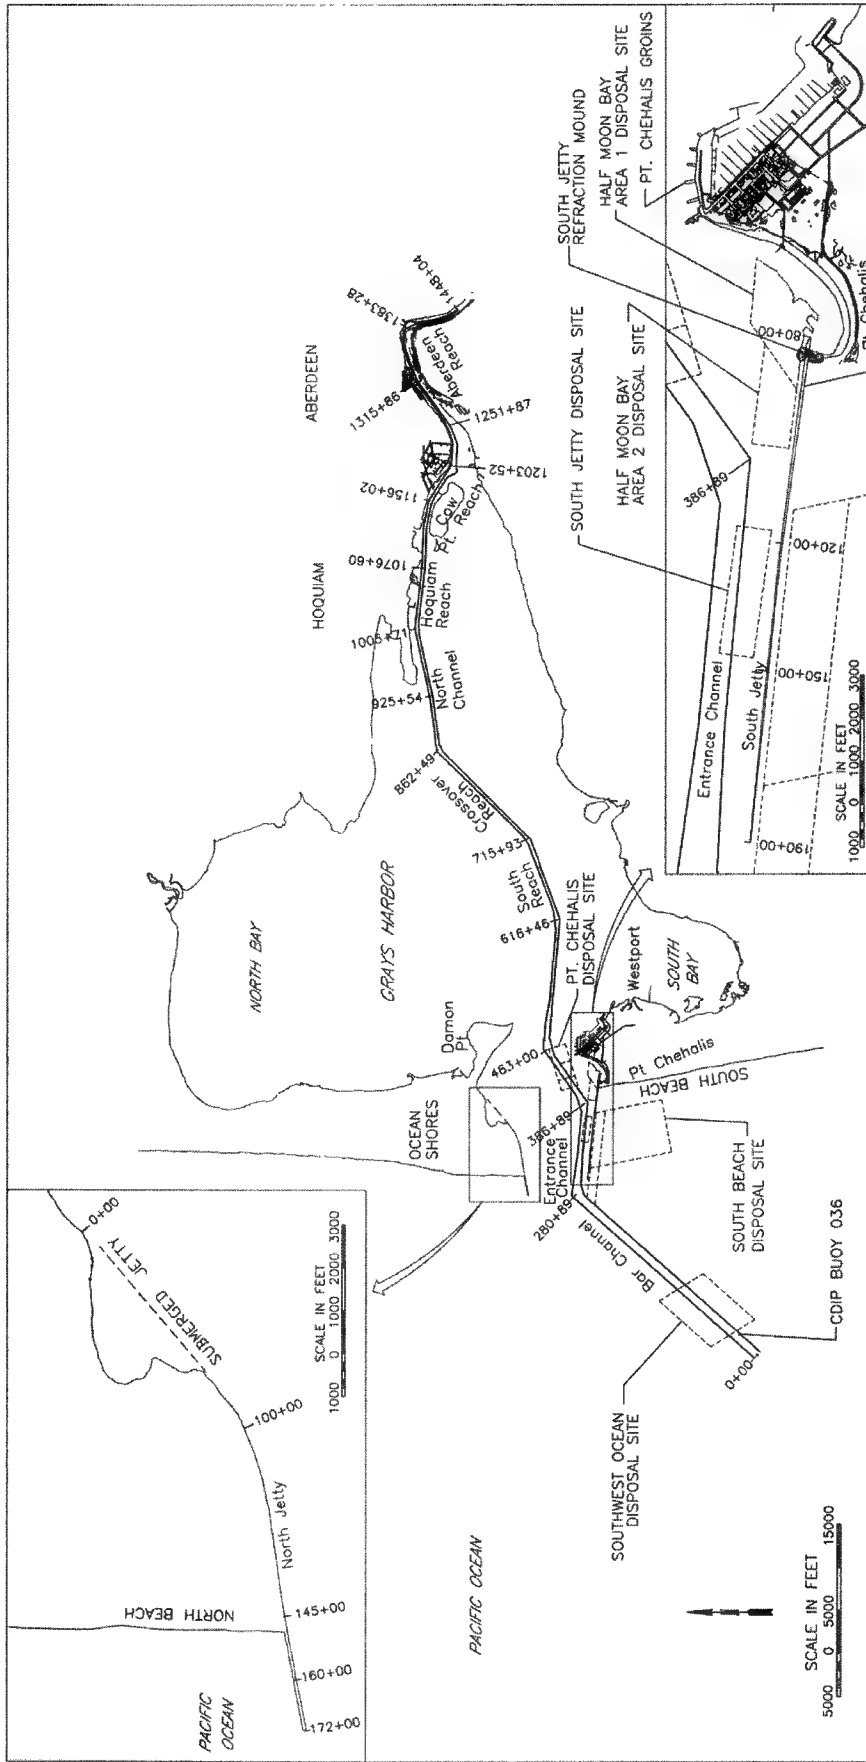 PACIFIC
OCEAN
NORTH BEACH
172+00
160+00
145+00
North Jetty
100+00
SUBMERGED JETTY
0+00
SCALE IN FEET
1000 0 1000 2000 3000
PACIFIC OCEAN
OCEAN
SHORES
Damon
Pt.
NORTH BAY
GRAYS HARBOR
HOQUIAM
ABERDEEN
0+00
Bar Channel
280+89
Entrance
Channel
386+89
463+00
616+46
South
Reach
715+93
Crossover
Reach
862+49
925+54
North
Channel
1005+71
Hoquiam
Reach
1076+60
1156+02
Cow
Pt. Reach
1203+52
1251+87
1315+86
Aberdeen
Reach
1383+28
1448+04
PT. CHEHALIS
DISPOSAL SITE
Westport
SOUTH
BAY
Pt Chehalis
SOUTH BEACH
SOUTH BEACH
DISPOSAL SITE
CDIP BUOY 036
SOUTHWEST OCEAN
DISPOSAL SITE
SCALE IN FEET
5000 0 5000 15000
SOUTH JETTY DISPOSAL SITE
HALF MOON BAY
AREA 2 DISPOSAL SITE
SOUTH JETTY
REFRACTION MOUND
HALF MOON BAY
AREA 1 DISPOSAL SITE
PT. CHEHALIS GROINS
Entrance Channel
386+89
South Jetty
190+00
150+00
120+00
80+00
Pt Chehalis
SCALE IN FEET
1000 0 1000 2000 3000